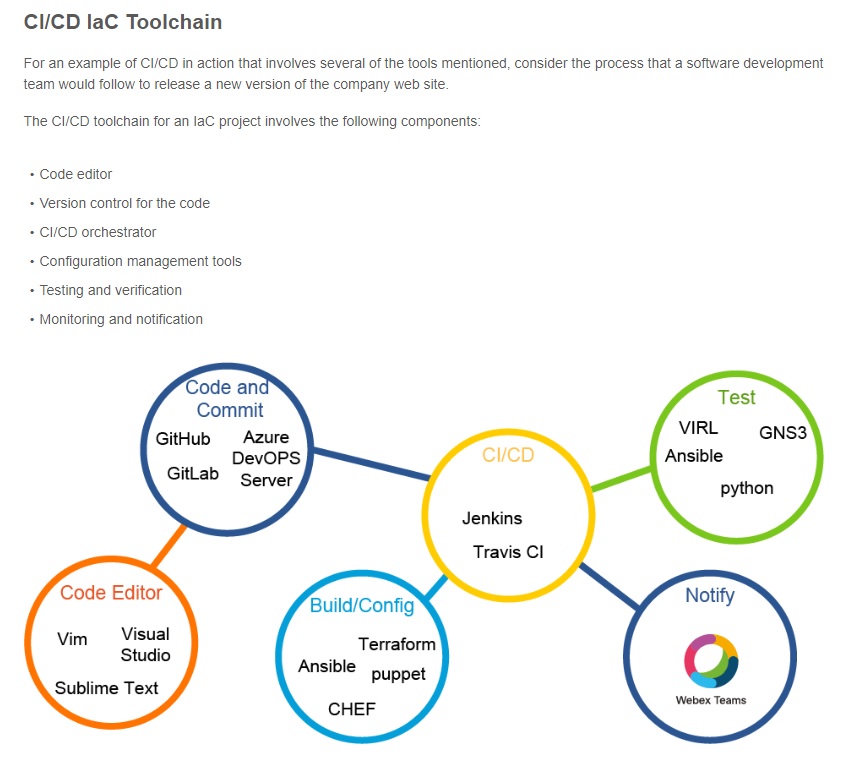 CI/CD IaC Toolchain
For an example of CI/CD in action that involves several of the tools mentioned, consider the process that a software development
team would follow to release a new version of the company web site.
The CI/CD toolchain for an IaC project involves the following components:
• Code editor
• Version control for the code
• CI/CD orchestrator
• Configuration management tools
• Testing and verification
• Monitoring and notification
Code and
Commit
GitHub
GitLab
Azure
DevOPS
Server
CI/CD
Jenkins
Travis CI
Test
VIRL
GNS3
Ansible
python
Code Editor
Vim
Visual
Studio
Sublime Text
Build/Config
Terraform
Ansible
puppet
CHEF
Notify
Webex Teams